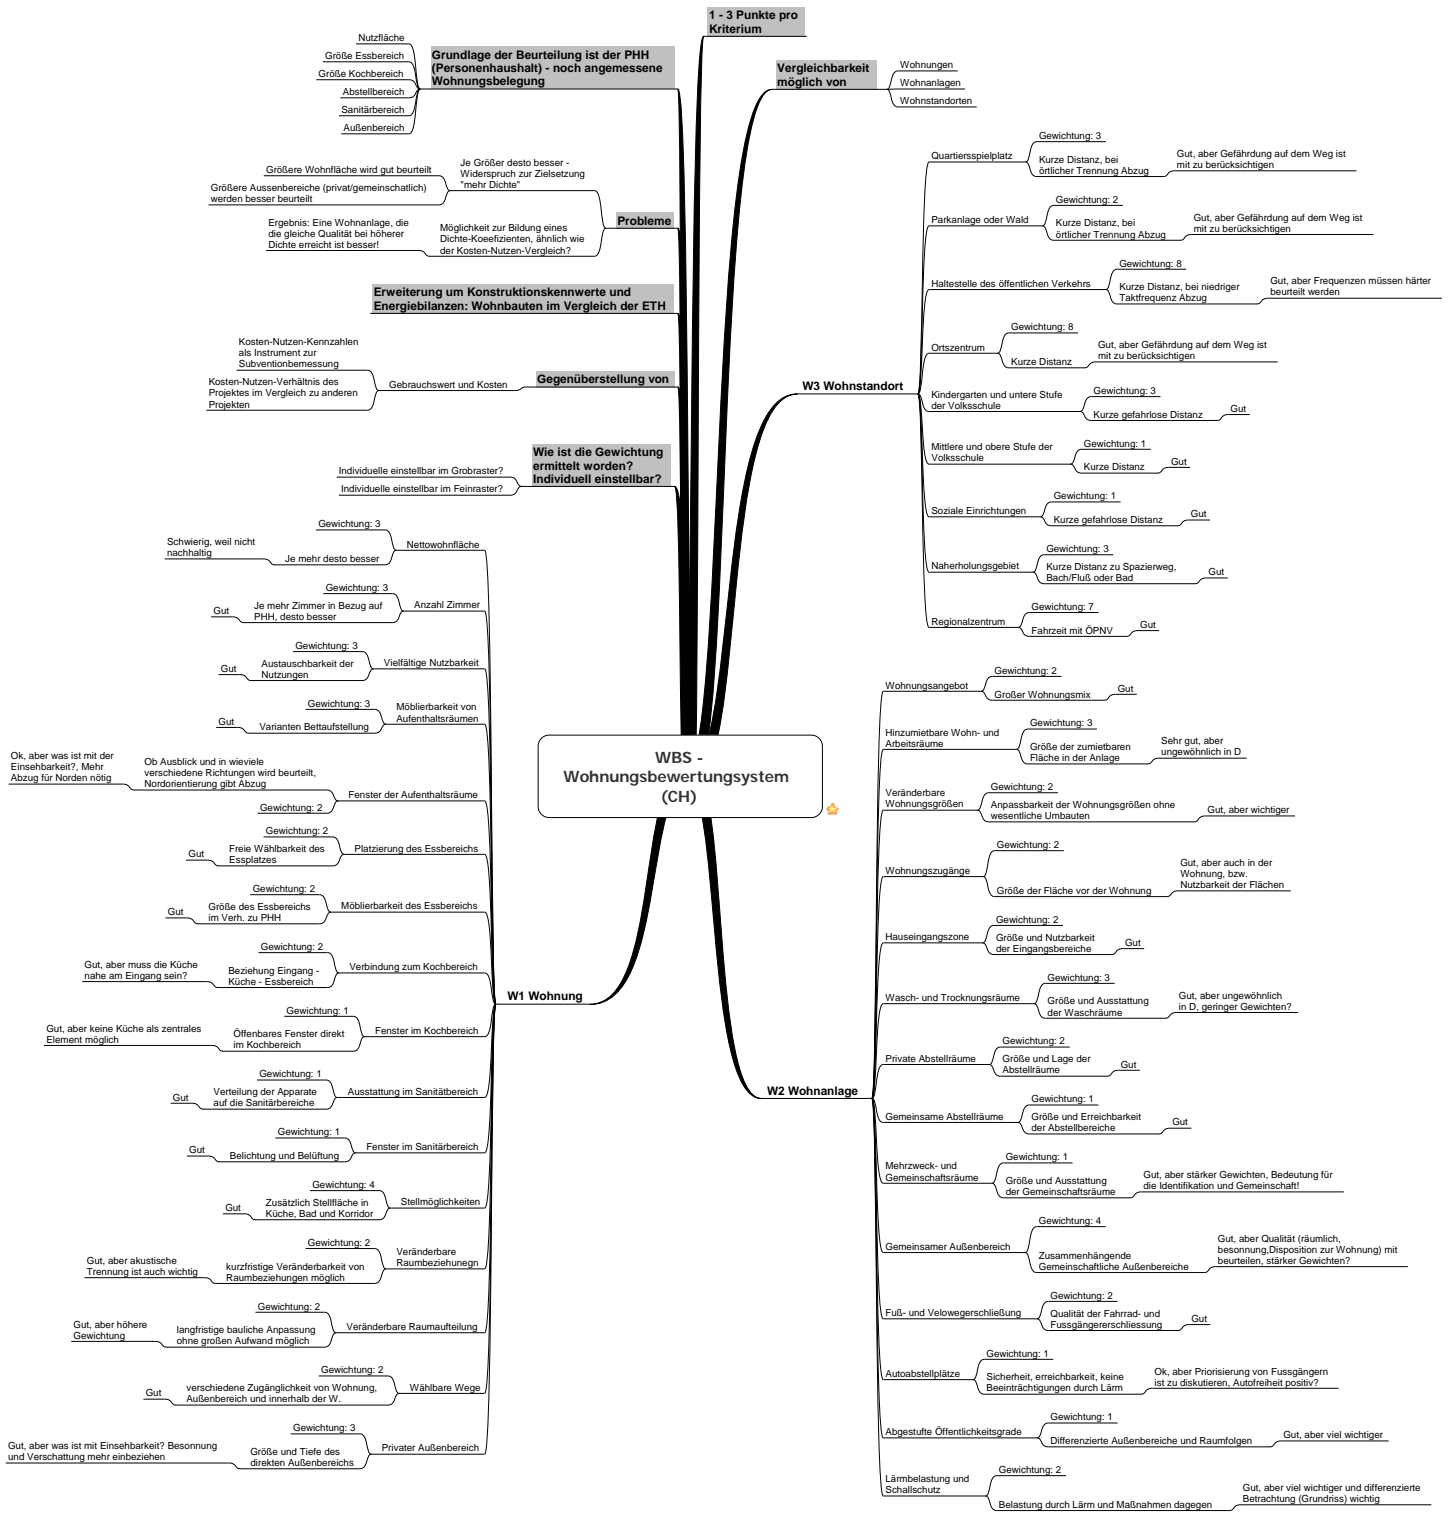 WBS -
Wohnungsbewertungsystem
(CH)
1 - 3 Punkte pro
Kriterium
Vergleichbarkeit
möglich von
Wohnungen
Wohnanlagen
Wohnstandorten
W3 Wohnstandort
Quartiersspielplatz
Gewichtung: 3
Kurze Distanz, bei
örtlicher Trennung Abzug
Gut, aber Gefährdung auf dem Weg ist
mit zu berücksichtigen
Parkanlage oder Wald
Gewichtung: 2
Kurze Distanz, bei
örtlicher Trennung Abzug
Gut, aber Gefährdung auf dem Weg ist
mit zu berücksichtigen
Haltestelle des öffentlichen Verkehrs
Gewichtung: 8
Kurze Distanz, bei niedriger
Taktfrequenz Abzug
Gut, aber Frequenzen müssen härter
beurteilt werden
Ortszentrum
Gewichtung: 8
Kurze Distanz
Gut, aber Gefährdung auf dem Weg ist
mit zu berücksichtigen
Kindergarten und untere Stufe
der Volksschule
Gewichtung: 3
Kurze gefahrlose Distanz
Gut
Mittlere und obere Stufe der
Volksschule
Gewichtung: 1
Kurze Distanz
Gut
Soziale Einrichtungen
Gewichtung: 1
Kurze gefahrlose Distanz
Gut
Naherholungsgebiet
Gewichtung: 3
Kurze Distanz zu Spazierweg,
Bach/Fluß oder Bad
Gut
Regionalzentrum
Gewichtung: 7
Fahrzeit mit ÖPNV
Gut
W2 Wohnanlage
Wohnungsangebot
Gewichtung: 2
Großer Wohnungsmix
Gut
Hinzumietbare Wohn- und
Arbeitsräume
Gewichtung: 3
Größe der zumietbaren
Fläche in der Anlage
Sehr gut, aber
ungewöhnlich in D
Veränderbare
Wohnungsgrößen
Gewichtung: 2
Anpassbarkeit der Wohnungsgrößen ohne
wesentliche Umbauten
Gut, aber wichtiger
Wohnungszugänge
Gewichtung: 2
Größe der Fläche vor der Wohnung
Gut, aber auch in der
Wohnung, bzw.
Nutzbarkeit der Flächen
Hauseingangszone
Gewichtung: 2
Größe und Nutzbarkeit
der Eingangsbereiche
Gut
Wasch- und Trocknungsräume
Gewichtung: 3
Größe und Ausstattung
der Waschräume
Gut, aber ungewöhnlich
in D, geringer Gewichten?
Private Abstellräume
Gewichtung: 2
Größe und Lage der
Abstellräume
Gut
Gemeinsame Abstellräume
Gewichtung: 1
Größe und Erreichbarkeit
der Abstellbereiche
Gut
Mehrzweck- und
Gemeinschaftsräume
Gewichtung: 1
Größe und Ausstattung
der Gemeinschaftsräume
Gut, aber stärker Gewichten, Bedeutung für
die Identifikation und Gemeinschaft!
Gemeinsamer Außenbereich
Gewichtung: 4
Zusammenhängende
Gemeinschaftliche Außenbereiche
Gut, aber Qualität (räumlich,
besonnung,Disposition zur Wohnung) mit
beurteilen, stärker Gewichten?
Fuß- und Velowegerschließung
Gewichtung: 2
Qualität der Fahrrad- und
Fussgängererschliessung
Gut
Autoabstellplätze
Gewichtung: 1
Sicherheit, erreichbarkeit, keine
Beeinträchtigungen durch Lärm
Ok, aber Priorisierung von Fussgängern
ist zu diskutieren, Autofreiheit positiv?
Abgestufte Öffentlichkeitsgrade
Gewichtung: 1
Differenzierte Außenbereiche und Raumfolgen
Gut, aber viel wichtiger
Lärmbelastung und
Schallschutz
Gewichtung: 2
Belastung durch Lärm und Maßnahmen dagegen
Gut, aber viel wichtiger und differenzierte
Betrachtung (Grundriss) wichtig
Grundlage der Beurteilung ist der PHH
(Personenhaushalt) - noch angemessene
Wohnungsbelegung
Nutzfläche
Größe Essbereich
Größe Kochbereich
Abstellbereich
Sanitärbereich
Außenbereich
Probleme
Je Größer desto besser -
Widerspruch zur Zielsetzung
"mehr Dichte"
Größere Wohnfläche wird gut beurteilt
Größere Aussenbereiche (privat/gemeinschatlich)
werden besser beurteilt
Möglichkeit zur Bildung eines
Dichte-Koeefizienten, ähnlich wie
der Kosten-Nutzen-Vergleich?
Ergebnis: Eine Wohnanlage, die
die gleiche Qualität bei höherer
Dichte erreicht ist besser!
Erweiterung um Konstruktionskennwerte und
Energiebilanzen: Wohnbauten im Vergleich der ETH
Gegenüberstellung von
Gebrauchswert und Kosten
Kosten-Nutzen-Kennzahlen
als Instrument zur
Subventionbemessung
Kosten-Nutzen-Verhältnis des
Projektes im Vergleich zu anderen
Projekten
Wie ist die Gewichtung
ermittelt worden?
Individuell einstellbar?
Individuelle einstellbar im Grobraster?
Individuelle einstellbar im Feinraster?
W1 Wohnung
Nettowohnfläche
Gewichtung: 3
Je mehr desto besser
Schwierig, weil nicht
nachhaltig
Anzahl Zimmer
Gewichtung: 3
Je mehr Zimmer in Bezug auf
PHH, desto besser
Gut
Vielfältige Nutzbarkeit
Gewichtung: 3
Austauschbarkeit der
Nutzungen
Gut
Möblierbarkeit von
Aufenthaltsräumen
Gewichtung: 3
Varianten Bettaufstellung
Gut
Fenster der Aufenthaltsräume
Ob Ausblick und in wieviele
verschiedene Richtungen wird beurteilt,
Nordorientierung gibt Abzug
Ok, aber was ist mit der
Einsehbarkeit?, Mehr
Abzug für Norden nötig
Gewichtung: 2
Platzierung des Essbereichs
Gewichtung: 2
Freie Wählbarkeit des
Essplatzes
Gut
Möblierbarkeit des Essbereichs
Gewichtung: 2
Größe des Essbereichs
im Verh. zu PHH
Gut
Verbindung zum Kochbereich
Gewichtung: 2
Beziehung Eingang -
Küche - Essbereich
Gut, aber muss die Küche
nahe am Eingang sein?
Fenster im Kochbereich
Gewichtung: 1
Öffenbares Fenster direkt
im Kochbereich
Gut, aber keine Küche als zentrales
Element möglich
Ausstattung im Sanitätbereich
Gewichtung: 1
Verteilung der Apparate
auf die Sanitärbereiche
Gut
Fenster im Sanitärbereich
Gewichtung: 1
Belichtung und Belüftung
Gut
Stellmöglichkeiten
Gewichtung: 4
Zusätzlich Stellfläche in
Küche, Bad und Korridor
Gut
Veränderbare
Raumbeziehunegn
Gewichtung: 2
kurzfristige Veränderbarkeit von
Raumbeziehungen möglich
Gut, aber akustische
Trennung ist auch wichtig
Veränderbare Raumaufteilung
Gewichtung: 2
langfristige bauliche Anpassung
ohne großen Aufwand möglich
Gut, aber höhere
Gewichtung
Wählbare Wege
Gewichtung: 2
verschiedene Zugänglichkeit von Wohnung,
Außenbereich und innerhalb der W.
Gut
Privater Außenbereich
Gewichtung: 3
Größe und Tiefe des
direkten Außenbereichs
Gut, aber was ist mit Einsehbarkeit? Besonnung
und Verschattung mehr einbeziehen